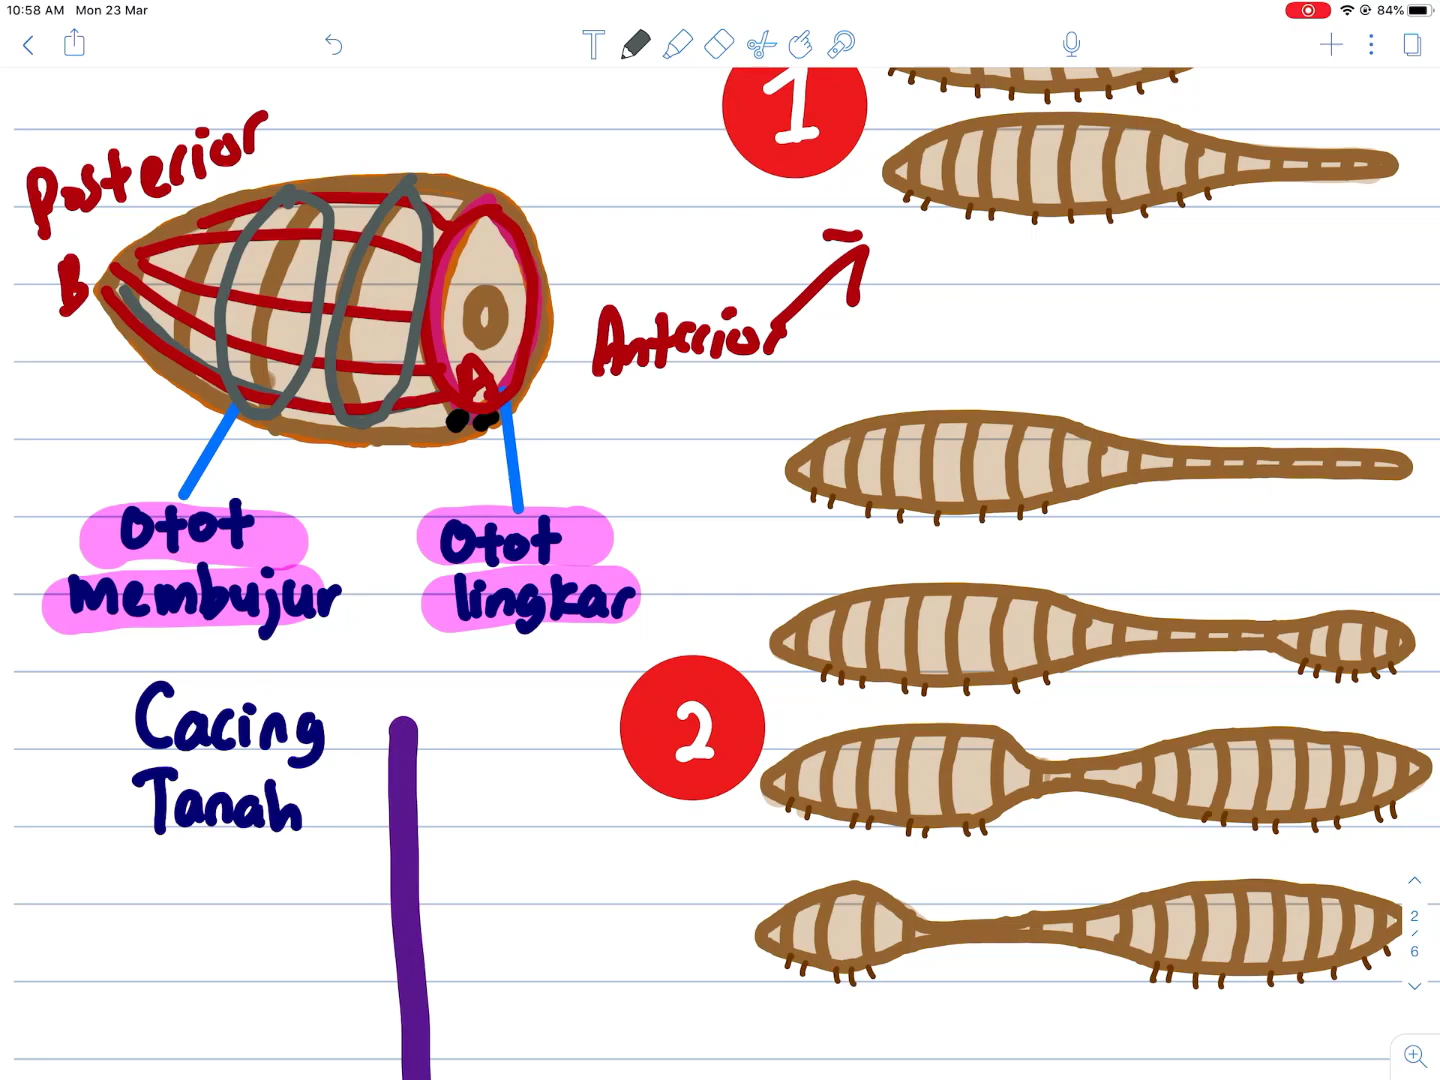 10:58 AM Mon 23 Mar
84%
T
1
Posterior
B
A
Anterior
Otot
membujur
Otot
lingkar
Cacing
Tanah
2
2
/
6